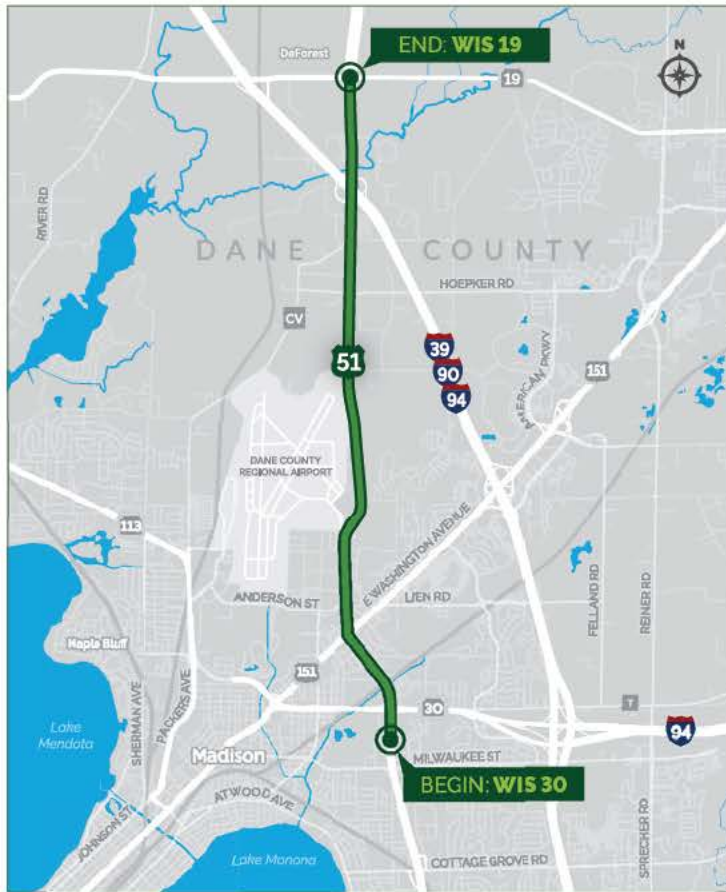 END: WIS 19
DeForest
N
19
RIVER RD
DANE COUNTY
HOEPKER RD
CV
51
39
90
94
AMERICAN PKWY
151
DANE COUNTY
REGIONAL AIRPORT
113
E WASHINGTON AVENUE
ANDERSON ST
LIEN RD
FELLAND RD
REINER RD
Maple Bluff
151
SHERMAN AVE
PACKERS AVE
30
T
94
Lake
Mendota
Madison
MILWAUKEE ST
BEGIN: WIS 30
ATWOOD AVE
JOHNSON ST
SPRECHER RD
Lake Monona
COTTAGE GROVE RD